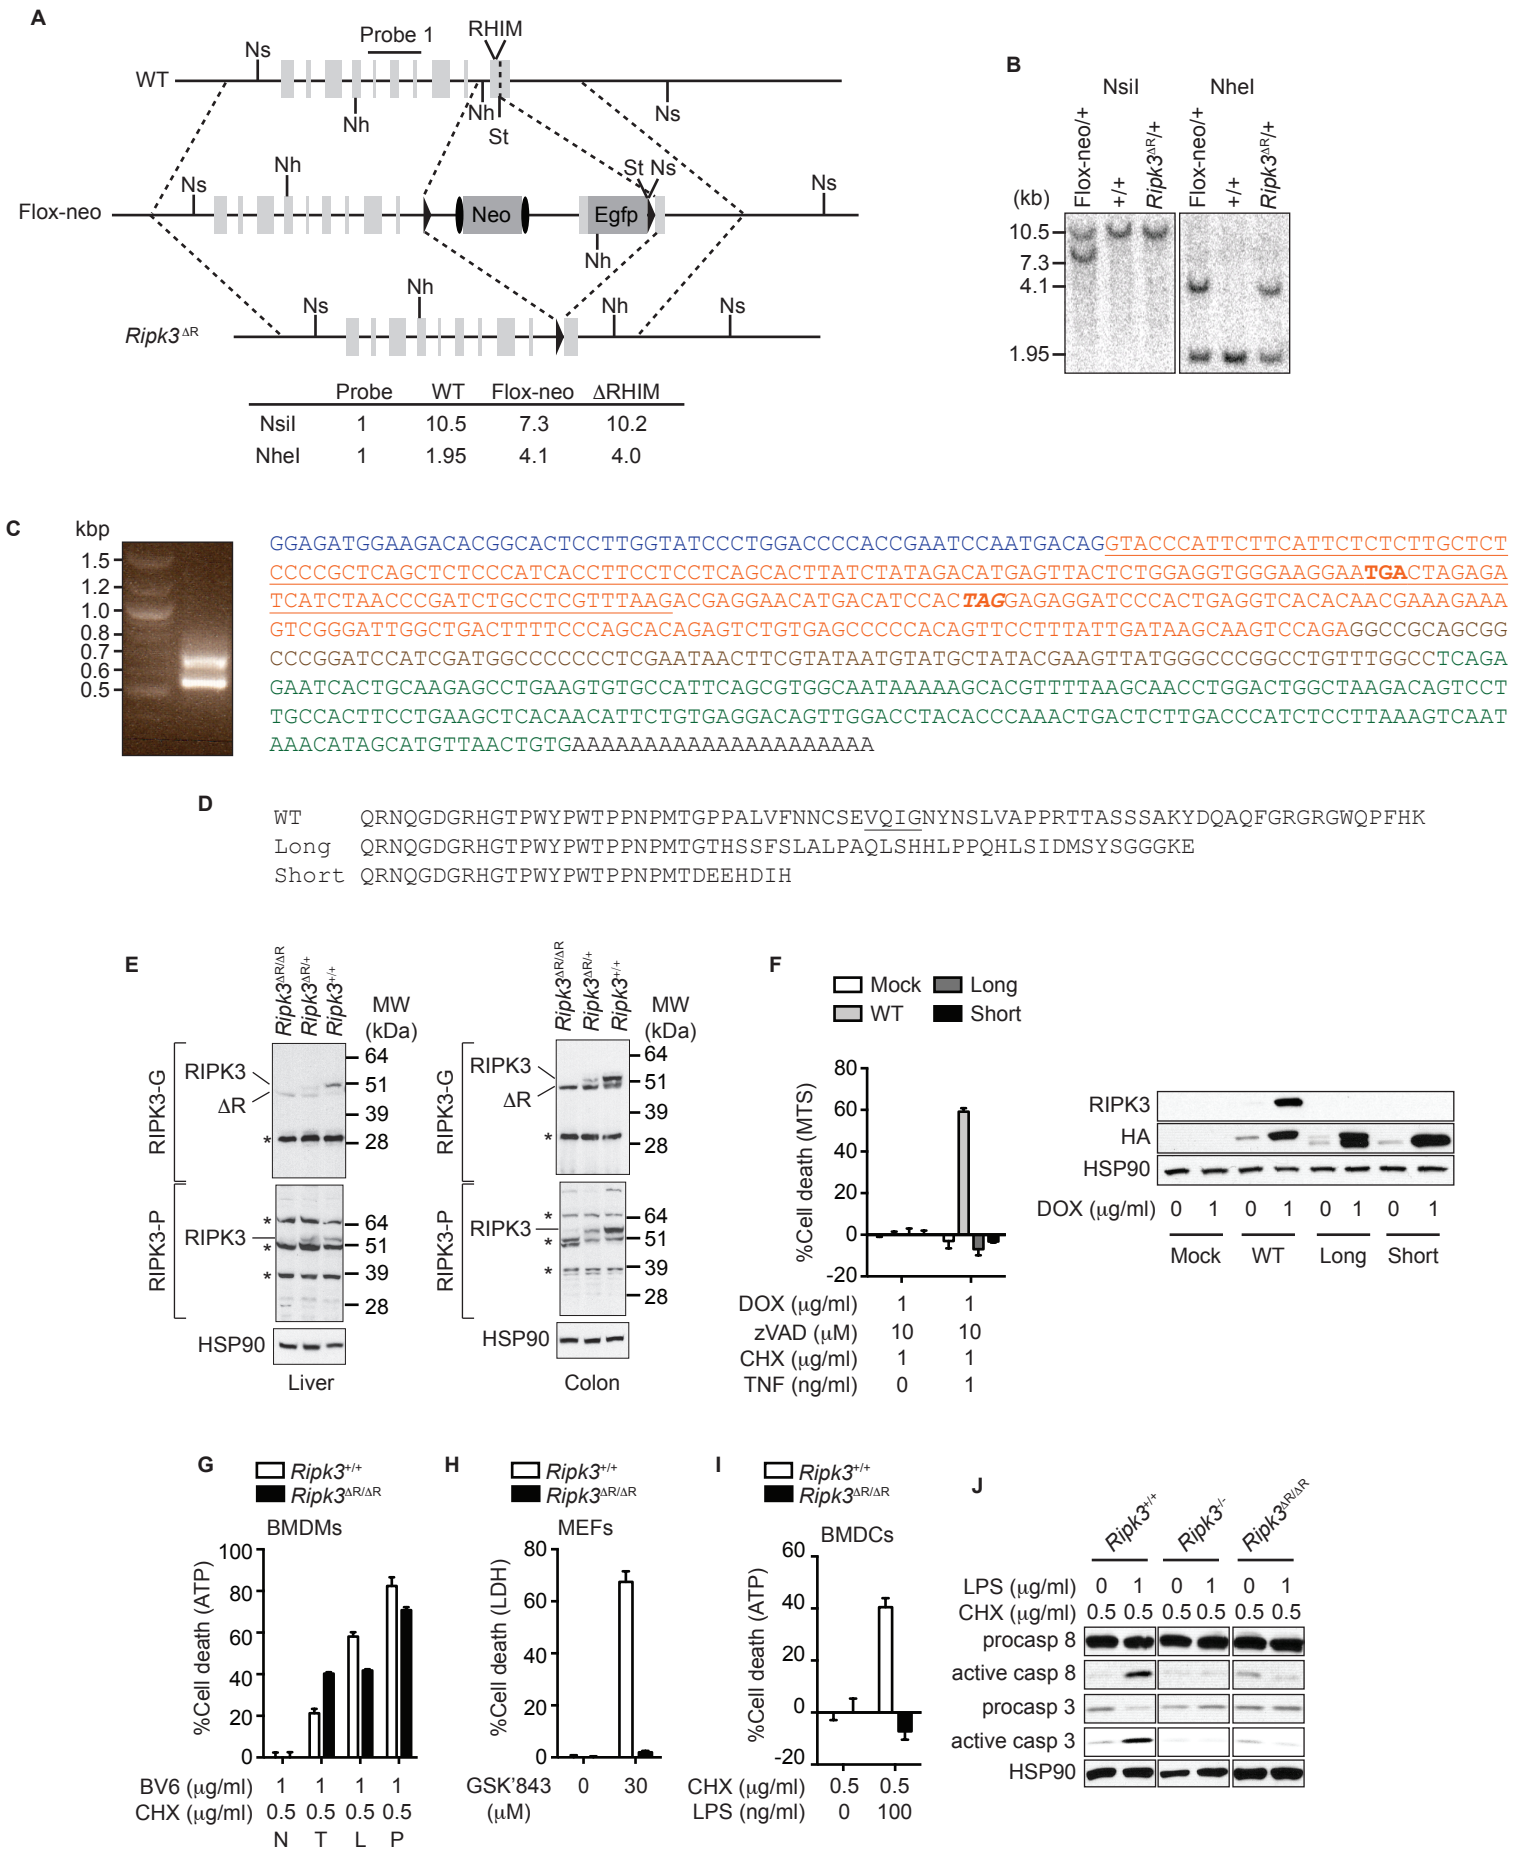 A
Probe 1
RHIM
Ns
WT
Nh
Nh
St
Ns
Nh
St Ns
Ns
Ns
Flox-neo
Neo
Egfp
Nh
Nh
Ns
Nh
Ns
Ripk3 ΔR
Probe WT Flox-neo ΔRHIM
NsiI 1 10.5 7.3 10.2
NheI 1 1.95 4.1 4.0
B
NsiI NheI
Flox-neo/+ +/+ Ripk3ΔR/+ Flox-neo/+ +/+ Ripk3ΔR/+
(kb)
10.5
7.3
4.1
1.95
C
kbp
1.5
1.2
1.0
0.8
0.7
0.6
0.5
GGAGATGGAAGACACGGCACTCCTTGGTATCCCTGGACCCCACCGAATCCAATGACAGGTACCCATTCTTCATTCTCTCTTGCTCT
CCCCGCTCAGCTCTCCCATCACCTTCCTCCTCAGCACTTATCTATAGACATGAGTTACTCTGGAGGTGGGAAGGAATGACTAGAGA
TCATCTAACCCGATCTGCCTCGTTTAAGACGAGGAACATGACATCCACTAGGAGAGGATCCCACTGAGGTCACACAACGAAAGAAA
GTCGGGATTGGCTGACTTTTCCCAGCACAGAGTCTGTGAGCCCCCACAGTTCCTTTATTGATAAGCAAGTCCAGAGGCCGCAGCGG
CCCGGATCCATCGATGGCCCCCCCTCGAATAACTTCGTATAATGTATGCTATACGAAGTTATGGGCCCGGCCTGTTTGGCCTCAGA
GAATCACTGCAAGAGCCTGAAGTGTGCCATTCAGCGTGGCAATAAAAAGCACGTTTTAAGCAACCTGGACTGGCTAAGACAGTCCT
TGCCACTTCCTGAAGCTCACAACATTCTGTGAGGACAGTTGGACCTACACCCAAACTGACTCTTGACCCATCTCCTTAAAGTCAAT
AAACATAGCATGTTAACTGTGAAAAAAAAAAAAAAAAAAAAA
D
WT QRNQGDGRHGTPWYPWTPPNPMTGPPALVFNNCSEVQIGNYNSLVAPPRTTASSSAKYDQAQFGRGRGWQPFHK
Long QRNQGDGRHGTPWYPWTPPNPMTGTHSSFSLALPAQLSHHLPPQHLSIDMSYSGGGKE
Short QRNQGDGRHGTPWYPWTPPNPMTDEEHDIH
E
Ripk3ΔR/ΔR Ripk3ΔR/+ Ripk3+/+
MW
(kDa)
RIPK3-G
RIPK3
ΔR
*
64
51
39
28
RIPK3-P
*
RIPK3
*
*
64
51
39
28
HSP90
Liver
Ripk3ΔR/ΔR Ripk3ΔR/+ Ripk3+/+
MW
(kDa)
RIPK3-G
RIPK3
ΔR
*
64
51
39
28
RIPK3-P
*
RIPK3
*
*
64
51
39
28
HSP90
Colon
F
Mock Long
WT Short
%Cell death (MTS)
80
60
40
20
0
-20
DOX (µg/ml) 1 1
zVAD (µM) 10 10
CHX (µg/ml) 1 1
TNF (ng/ml) 0 1
RIPK3
HA
HSP90
DOX (µg/ml) 0 1 0 1 0 1 0 1
Mock WT Long Short
G
Ripk3+/+
Ripk3ΔR/ΔR
BMDMs
%Cell death (ATP)
100
80
60
40
20
0
BV6 (µg/ml) 1 1 1 1
CHX (µg/ml) 0.5 0.5 0.5 0.5
N T L P
H
Ripk3+/+
Ripk3ΔR/ΔR
MEFs
%Cell death (LDH)
80
60
40
20
0
GSK'843 0 30
(µM)
I
Ripk3+/+
Ripk3ΔR/ΔR
BMDCs
%Cell death (ATP)
60
40
20
0
-20
CHX (µg/ml) 0.5 0.5
LPS (ng/ml) 0 100
J
Ripk3+/+ Ripk3-/- Ripk3ΔR/ΔR
LPS (µg/ml) 0 1 0 1 0 1
CHX (µg/ml) 0.5 0.5 0.5 0.5 0.5 0.5
procasp 8
active casp 8
procasp 3
active casp 3
HSP90